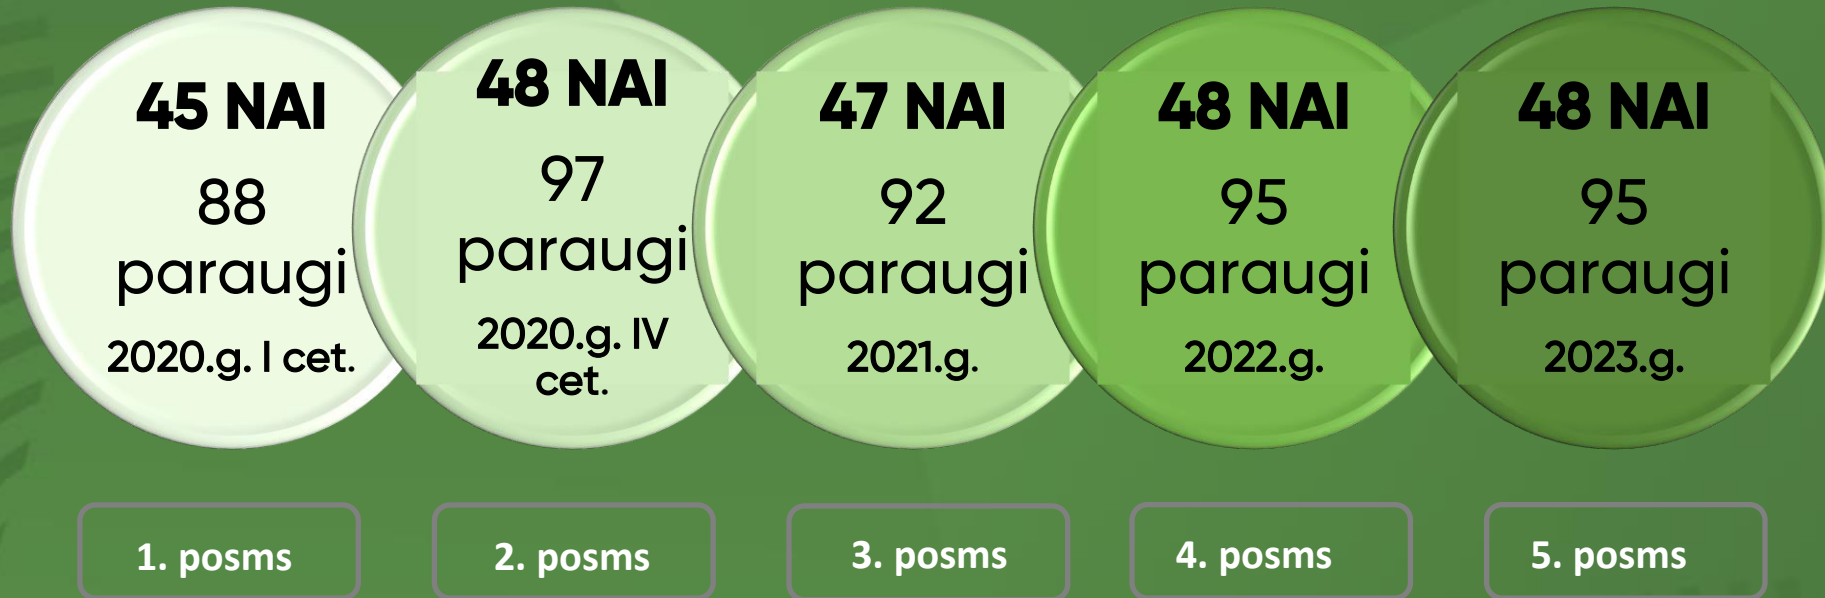 45 NAI
88
paraugi
2020.g. I cet.
48 NAI
97
paraugi
2020.g. IV
cet.
47 NAI
92
paraugi
2021.g.
48 NAI
95
paraugi
2022.g.
48 NAI
95
paraugi
2023.g.
1. posms
2. posms
3. posms
4. posms
5. posms